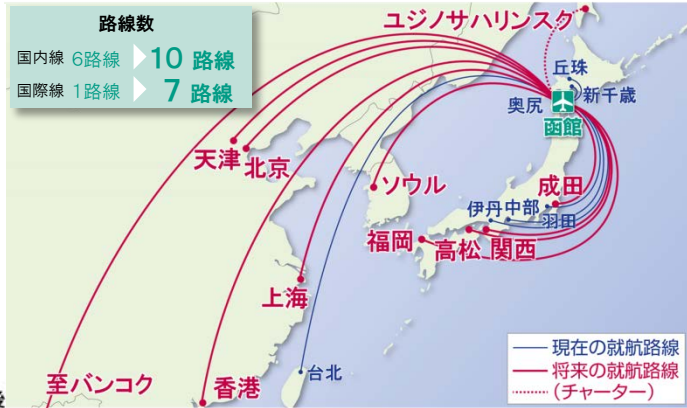 路線数
国内線 6路線 10 路線
国際線 1路線 7 路線
ユジノサハリンスク
丘珠
新千歳
奥尻
函館
天津
北京
ソウル
成田
伊丹
中部
羽田
福岡
高松
関西
上海
台北
至バンコク
香港
現在の就航路線
将来の就航路線
(チャーター)